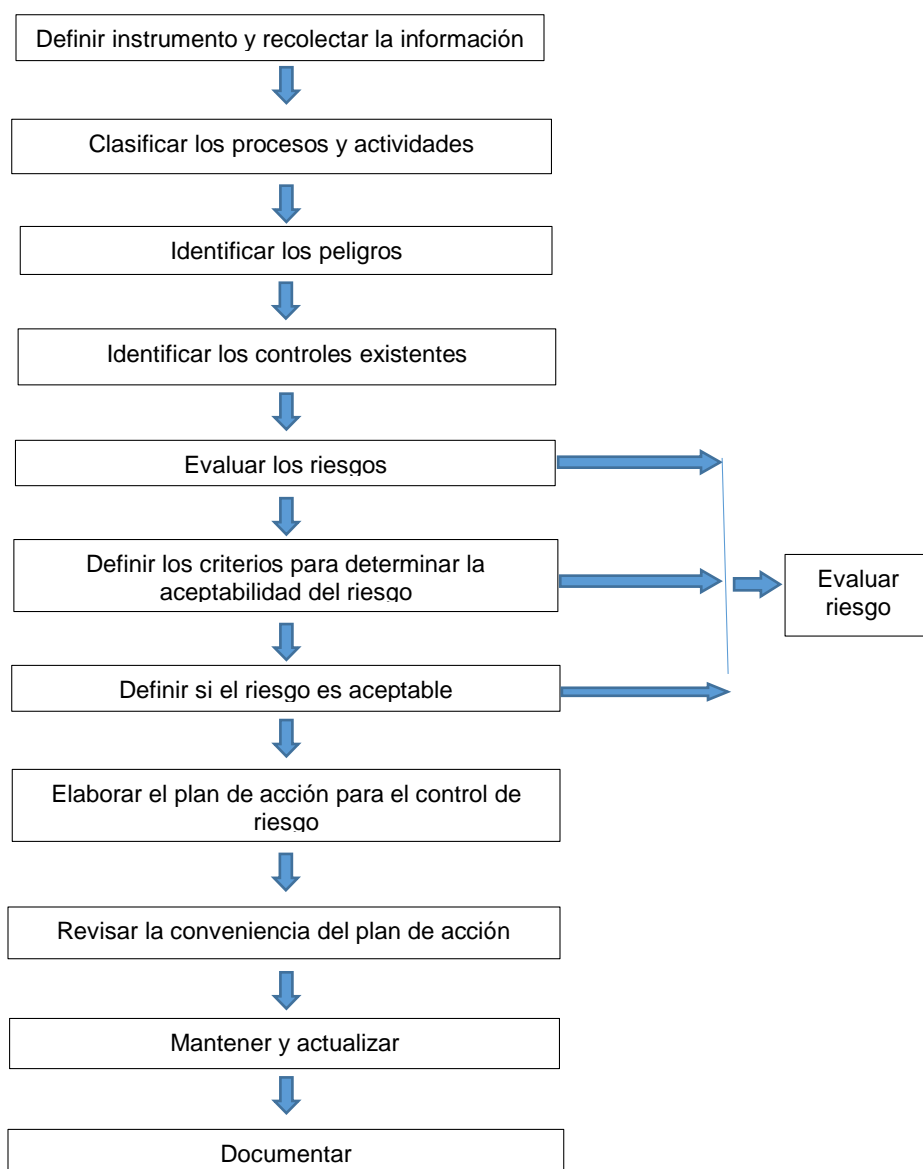 Definir instrumento y recolectar la información
Clasificar los procesos y actividades
Identificar los peligros
Identificar los controles existentes
Evaluar los riesgos
Definir los criterios para determinar la
aceptabilidad del riesgo
Evaluar
riesgo
Definir si el riesgo es aceptable
Elaborar el plan de acción para el control de
riesgo
Revisar la conveniencia del plan de acción
Mantener y actualizar
Documentar